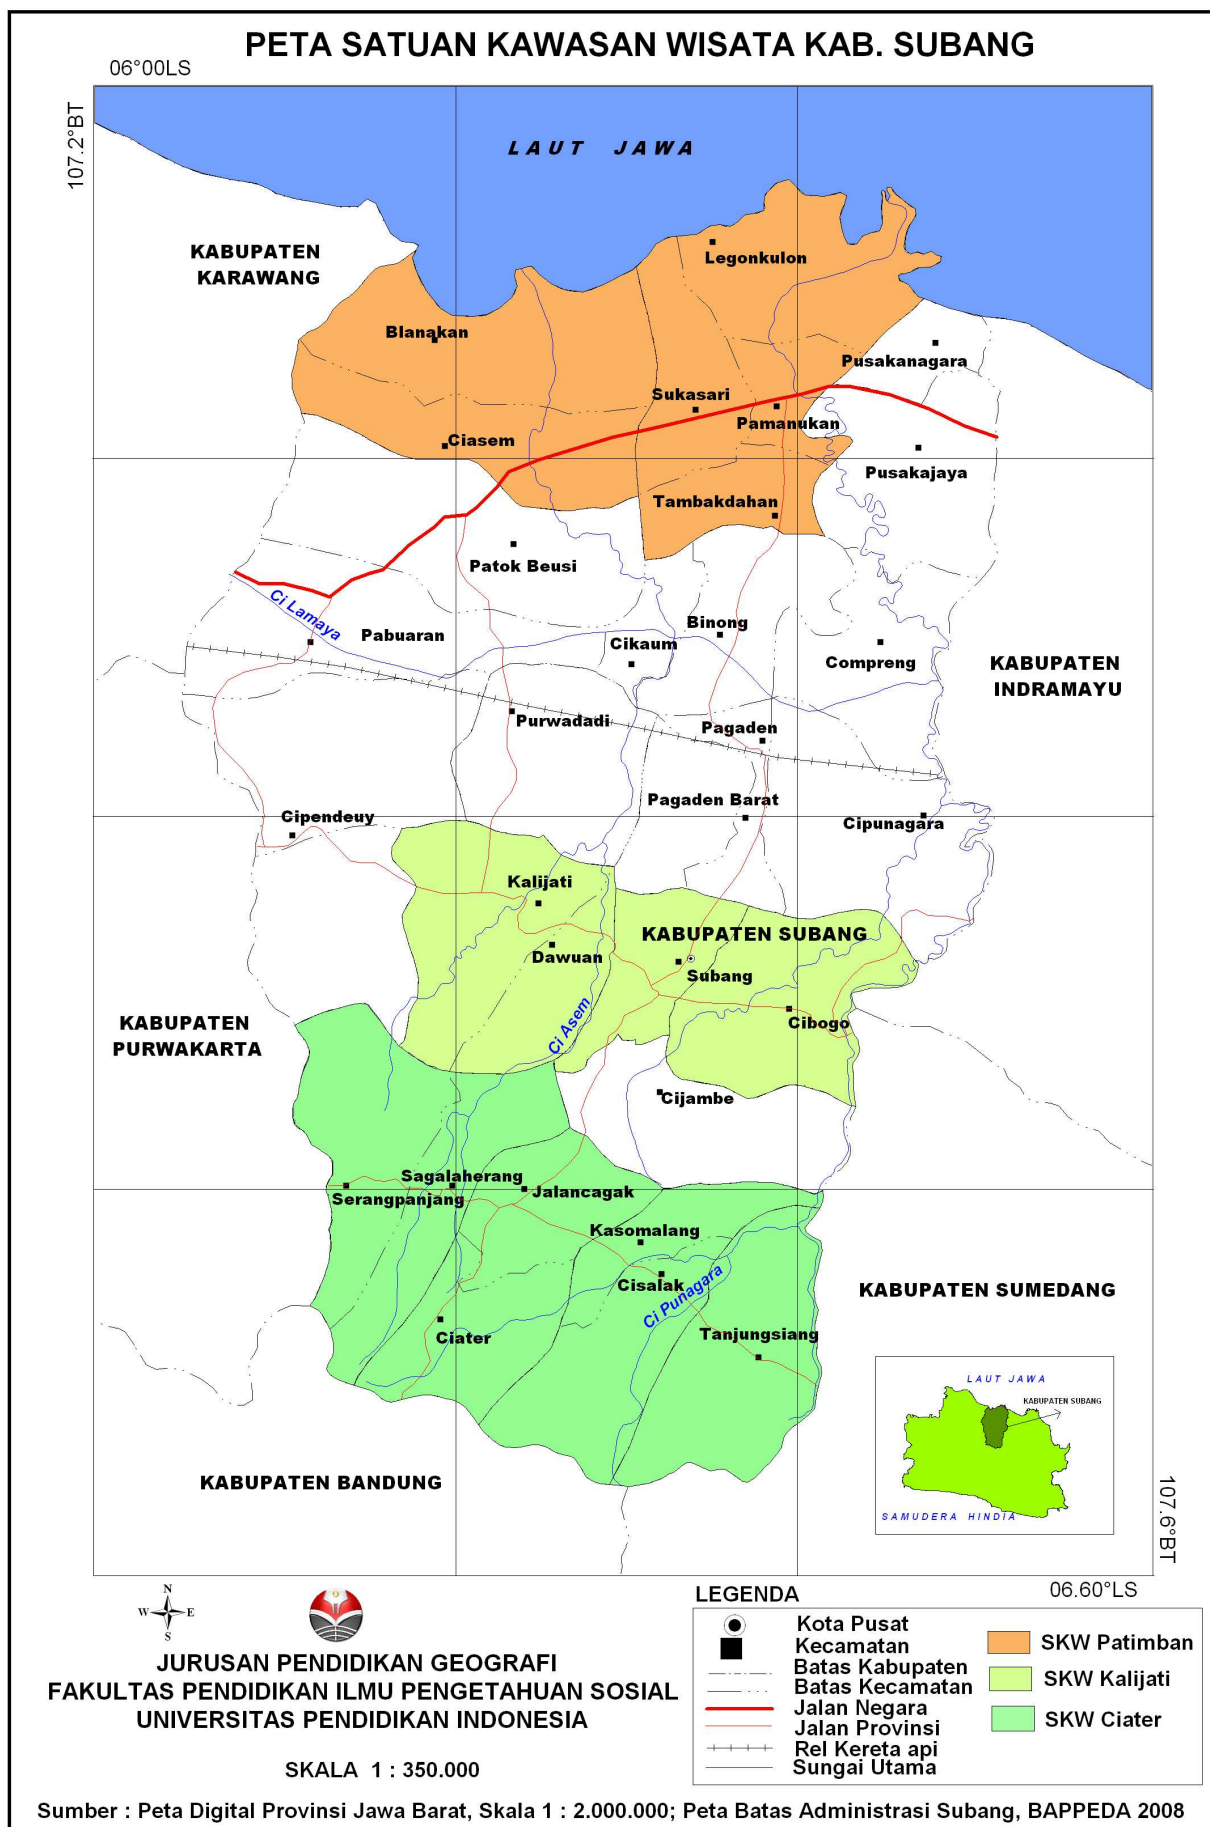 PETA SATUAN KAWASAN WISATA KAB. SUBANG
06°00LS
107.2°BT
LAUT JAWA
KABUPATEN
KARAWANG
Legonkulon
Blanakan
Pusakanagara
Sukasari
Pamanukan
Ciasem
Pusakajaya
Tambakdahan
Patok Beusi
Ci Lamaya
Pabuaran
Binong
Cikaum
Compreng
KABUPATEN
INDRAMAYU
Purwadadi
Pagaden
Pagaden Barat
Cipendeuy
Cipunagara
Kalijati
KABUPATEN SUBANG
Dawuan
Subang
Ci Asem
Cibogo
KABUPATEN
PURWAKARTA
Cijambe
Sagalaherang
Serangpanjang
Jalancagak
Kasomalang
Cisalak
Ci Punagara
KABUPATEN SUMEDANG
Ciater
Tanjungsiang
LAUT JAWA
KABUPATEN SUBANG
SAMUDERA HINDIA
KABUPATEN BANDUNG
107.6°BT
06.60°LS
N
W E
S
JURUSAN PENDIDIKAN GEOGRAFI
FAKULTAS PENDIDIKAN ILMU PENGETAHUAN SOSIAL
UNIVERSITAS PENDIDIKAN INDONESIA
SKALA 1 : 350.000
LEGENDA
Kota Pusat
Kecamatan
Batas Kabupaten
Batas Kecamatan
Jalan Negara
Jalan Provinsi
Rel Kereta api
Sungai Utama
SKW Patimban
SKW Kalijati
SKW Ciater
Sumber : Peta Digital Provinsi Jawa Barat, Skala 1 : 2.000.000; Peta Batas Administrasi Subang, BAPPEDA 2008